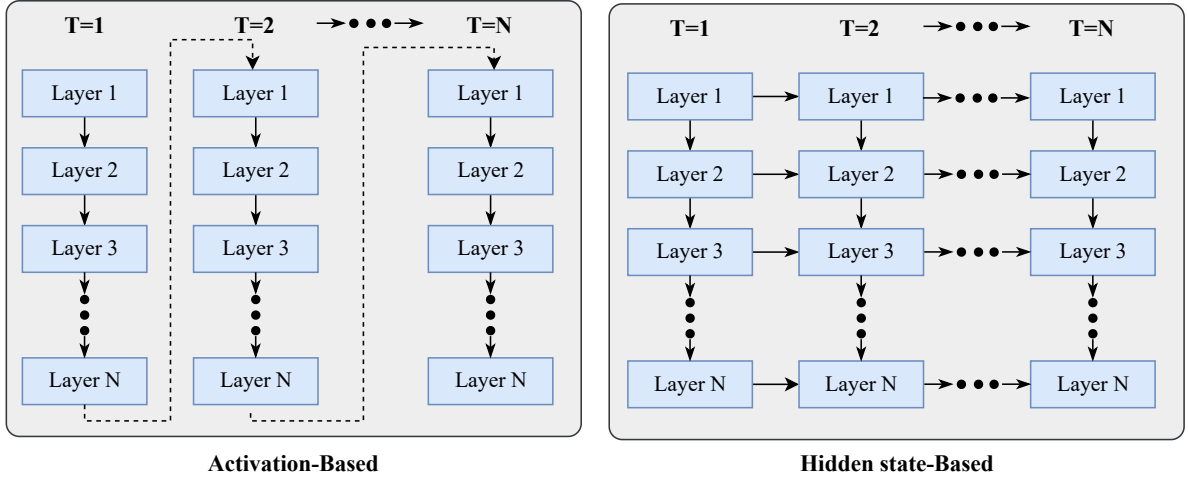 T=1 T=2 T=N
Layer 1 Layer 1 Layer 1
Layer 2 Layer 2 Layer 2
Layer 3 Layer 3 Layer 3
Layer N Layer N Layer N
Activation-Based
T=1 T=2 T=N
Layer 1 Layer 1 Layer 1
Layer 2 Layer 2 Layer 2
Layer 3 Layer 3 Layer 3
Layer N Layer N Layer N
Hidden state-Based